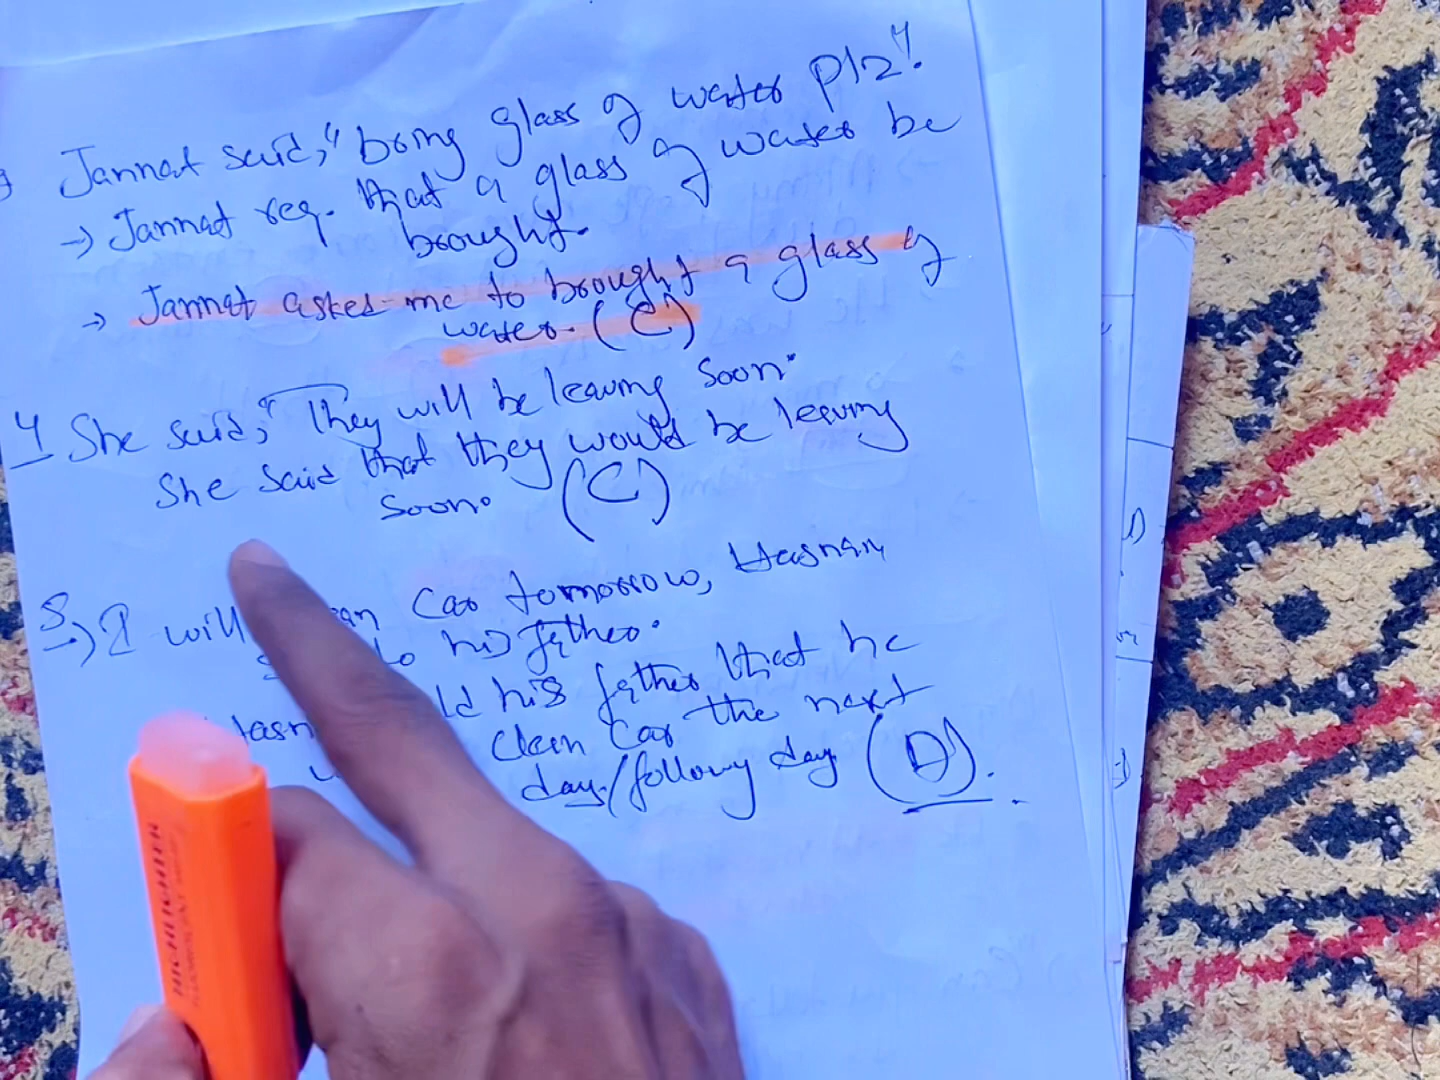 Jannat said, "bring glass of water plz".
→ Jannat req. that a glass of water be
brought.
→ Jannat askes me to brought a glass of
water. (C)
4 She said, "They will be leaving soon"
She said that they would be leaving
soon. (C)
5) I will car tomorrow, Hasnain
his father.
his father that he
clean car the next
day/following day (D).
HIGHLIGHTER